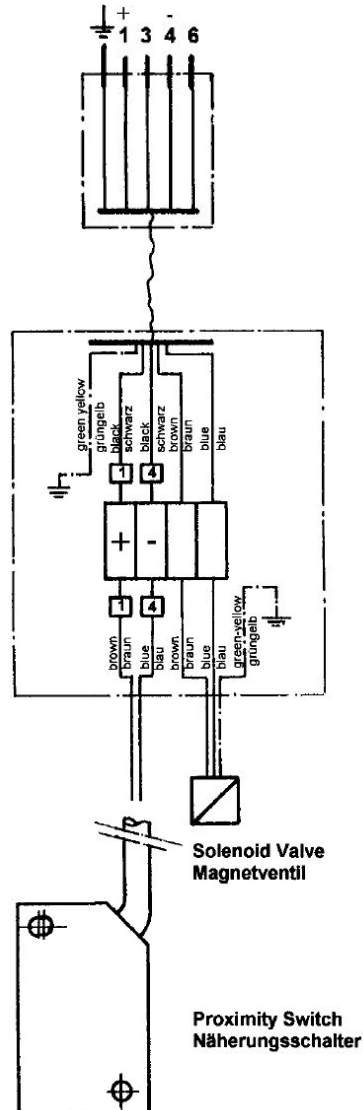 + -
1 3 4 6
green yellow
grüngelb
black
schwarz
black
schwarz
brown
braun
blue
blau
1 4
+ -
1 4
brown
braun
blue
blau
brown
braun
blue
blau
green-yellow
grüngelb
Solenoid Valve
Magnetventil
Proximity Switch
Näherungsschalter